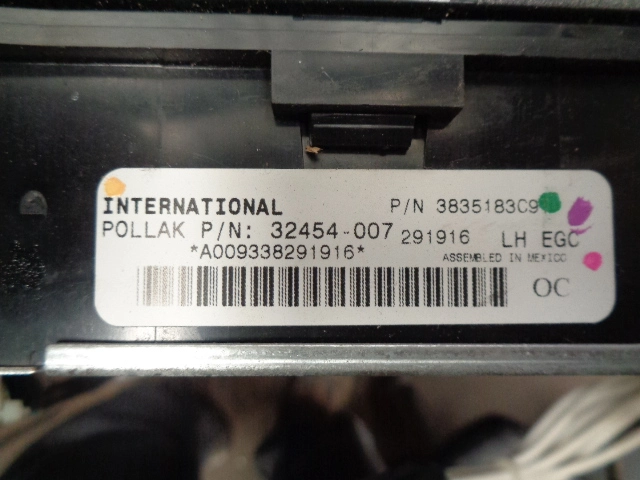 INTERNATIONAL P/N 3835183C9
POLLAK P/N: 32454-007 291916 LH EGC
*A009338291916* ASSEMBLED IN MEXICO
OC